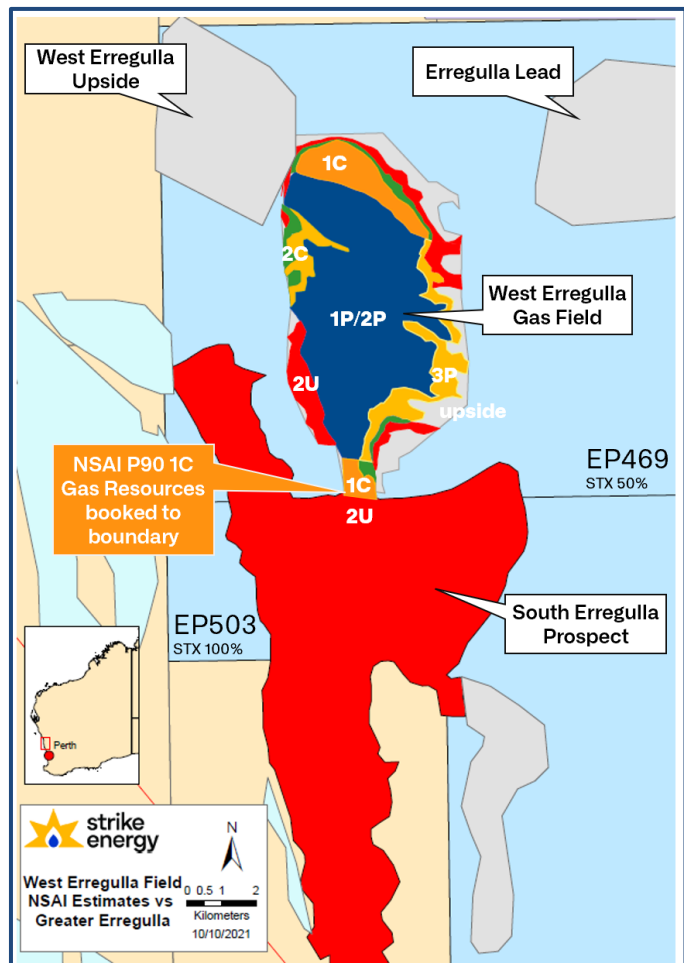 West Erregulla
Upside
Erregulla Lead
1C
2C
West Erregulla
Gas Field
1P/2P
2U
3P
upside
NSAI P90 1C
Gas Resources
booked to
boundary
EP469
STX 50%
1C
2U
South Erregulla
Prospect
EP503
STX 100%
Perth
strike
energy
N
West Erregulla Field
NSAI Estimates vs
Greater Erregulla
0 0.5 1 2
Kilometers
10/10/2021